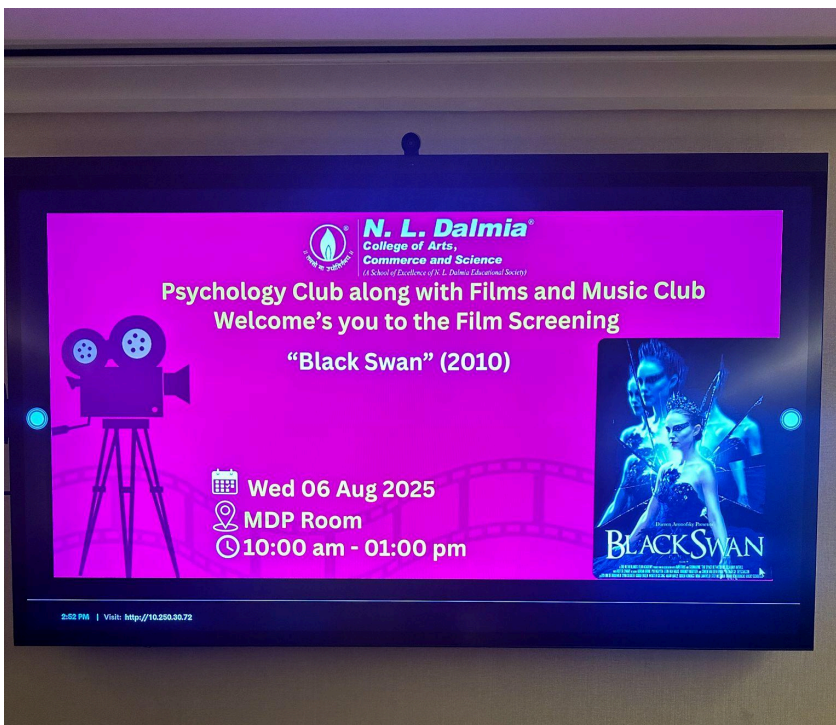 N. L. Dalmia®
College of Arts,
Commerce and Science
(A School of Excellence of N. L. Dalmia Educational Society)
Psychology Club along with Films and Music Club
Welcome's you to the Film Screening
“Black Swan” (2010)
Wed 06 Aug 2025
MDP Room
10:00 am - 01:00 pm
BLACK SWAN
2:52 PM | Visit: http://10.250.30.72